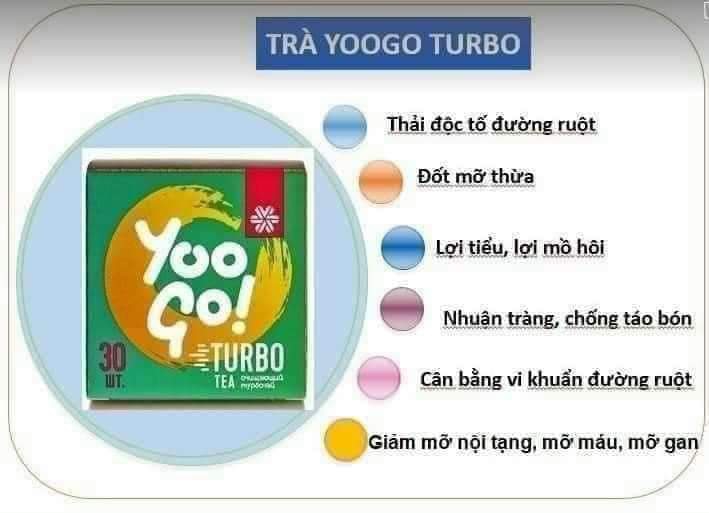 TRÀ YOOGO TURBO
Thải độc tố đường ruột
Đốt mỡ thừa
Lợi tiểu, lợi mồ hôi
Nhuận tràng, chống táo bón
Cân bằng vi khuẩn đường ruột
Giảm mỡ nội tạng, mỡ máu, mỡ gan
Yoo
Go!
TURBO
TEA очищающий
турбочай
30
ШТ.